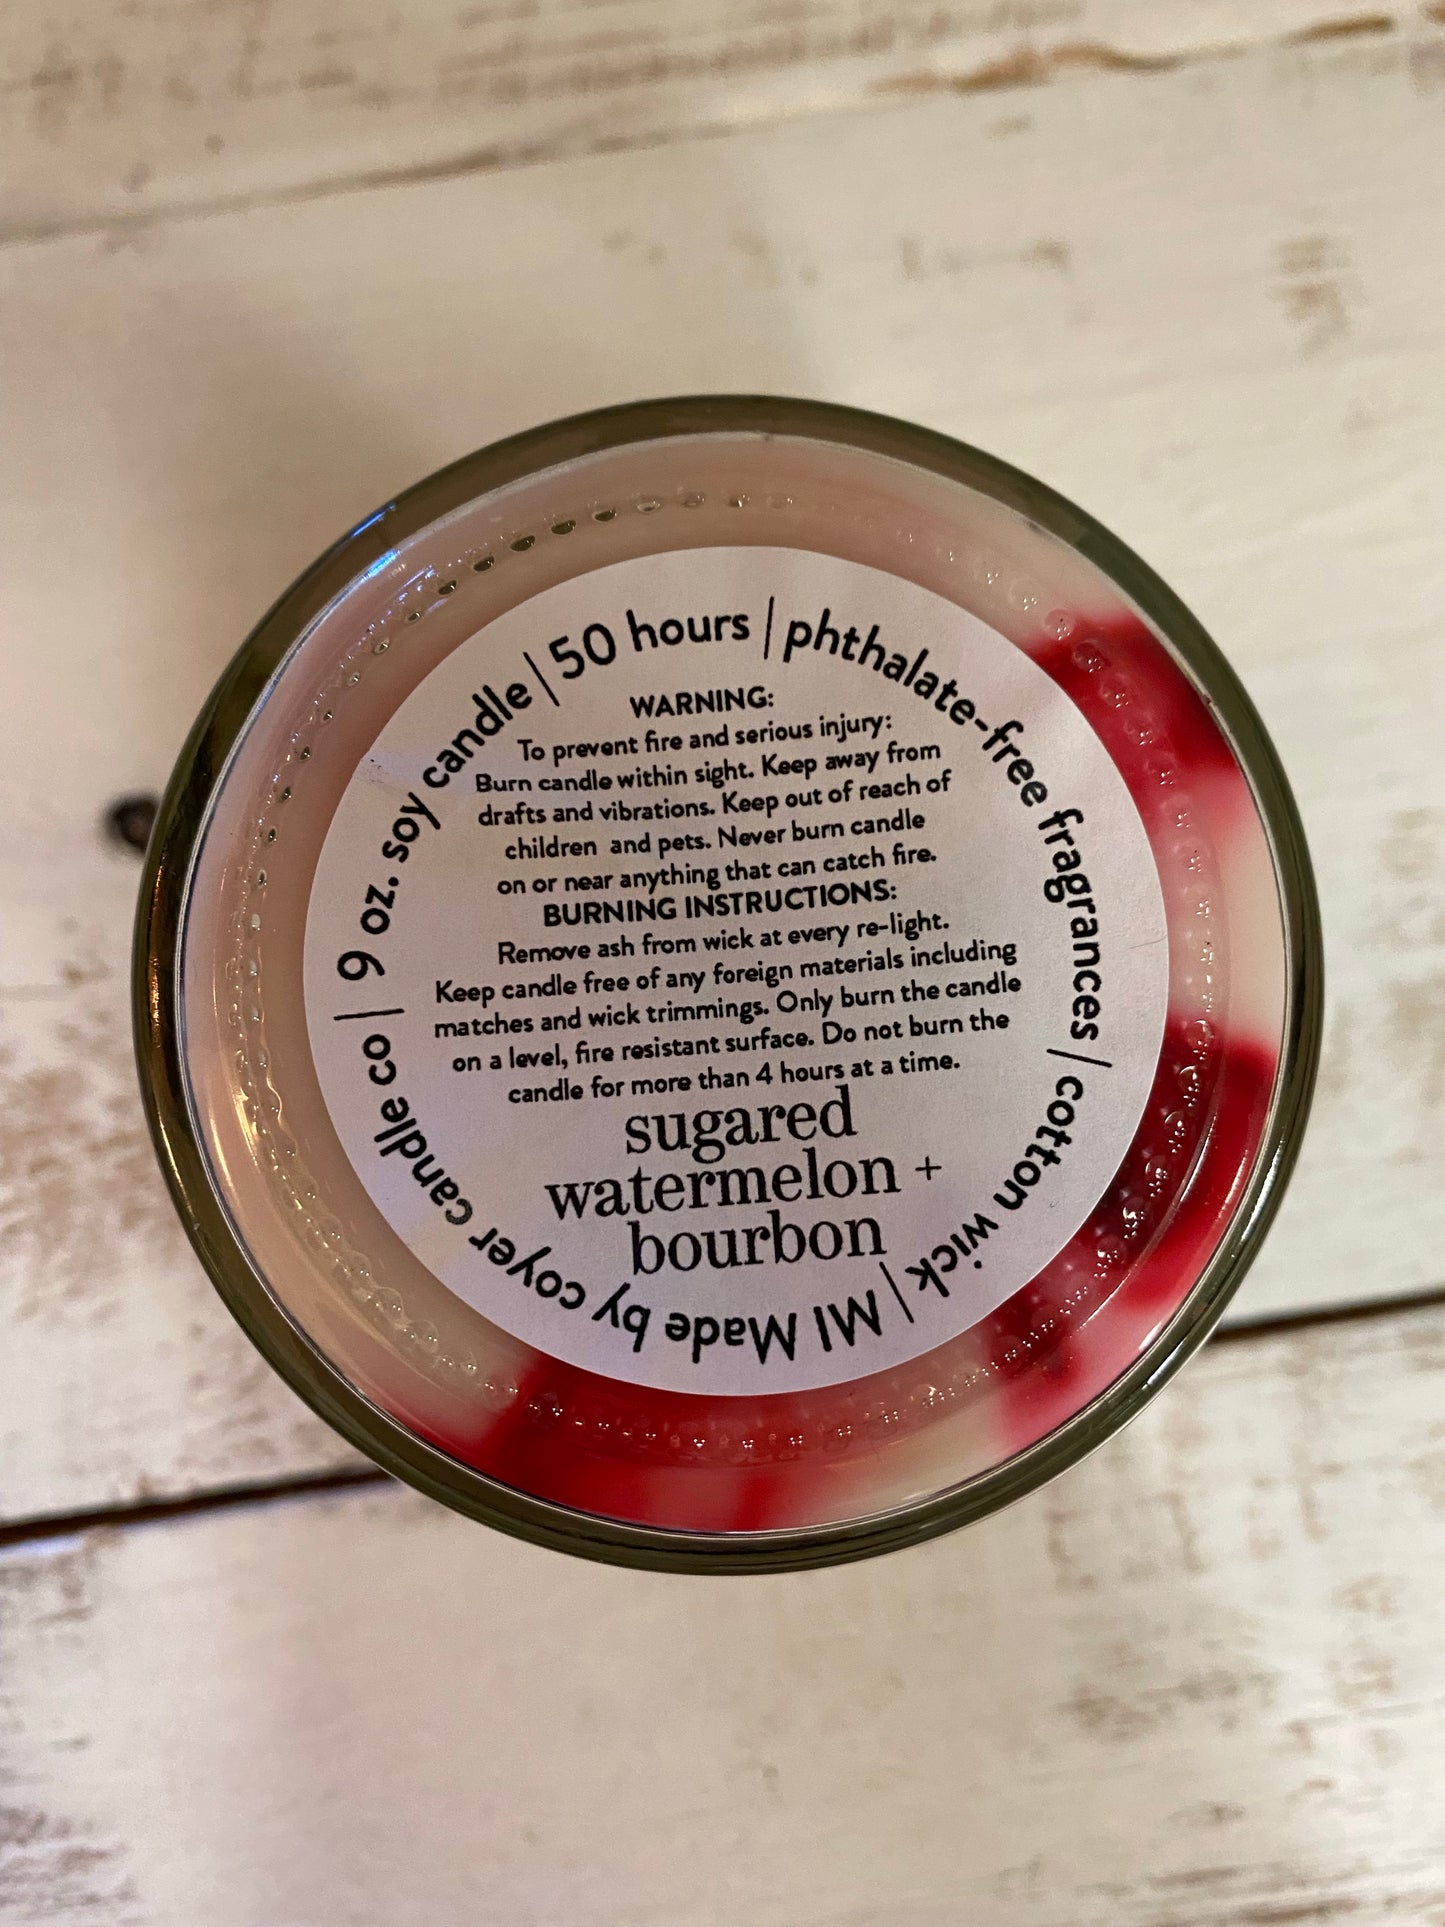 9 oz. soy candle | 50 hours | phthalate-free fragrances | cotton wick | MI Made by coyer candle co |
WARNING:
To prevent fire and serious injury:
Burn candle within sight. Keep away from
drafts and vibrations. Keep out of reach of
children and pets. Never burn candle
on or near anything that can catch fire.
BURNING INSTRUCTIONS:
Remove ash from wick at every re-light.
Keep candle free of any foreign materials including
matches and wick trimmings. Only burn the candle
on a level, fire resistant surface. Do not burn the
candle for more than 4 hours at a time.
sugared
watermelon +
bourbon